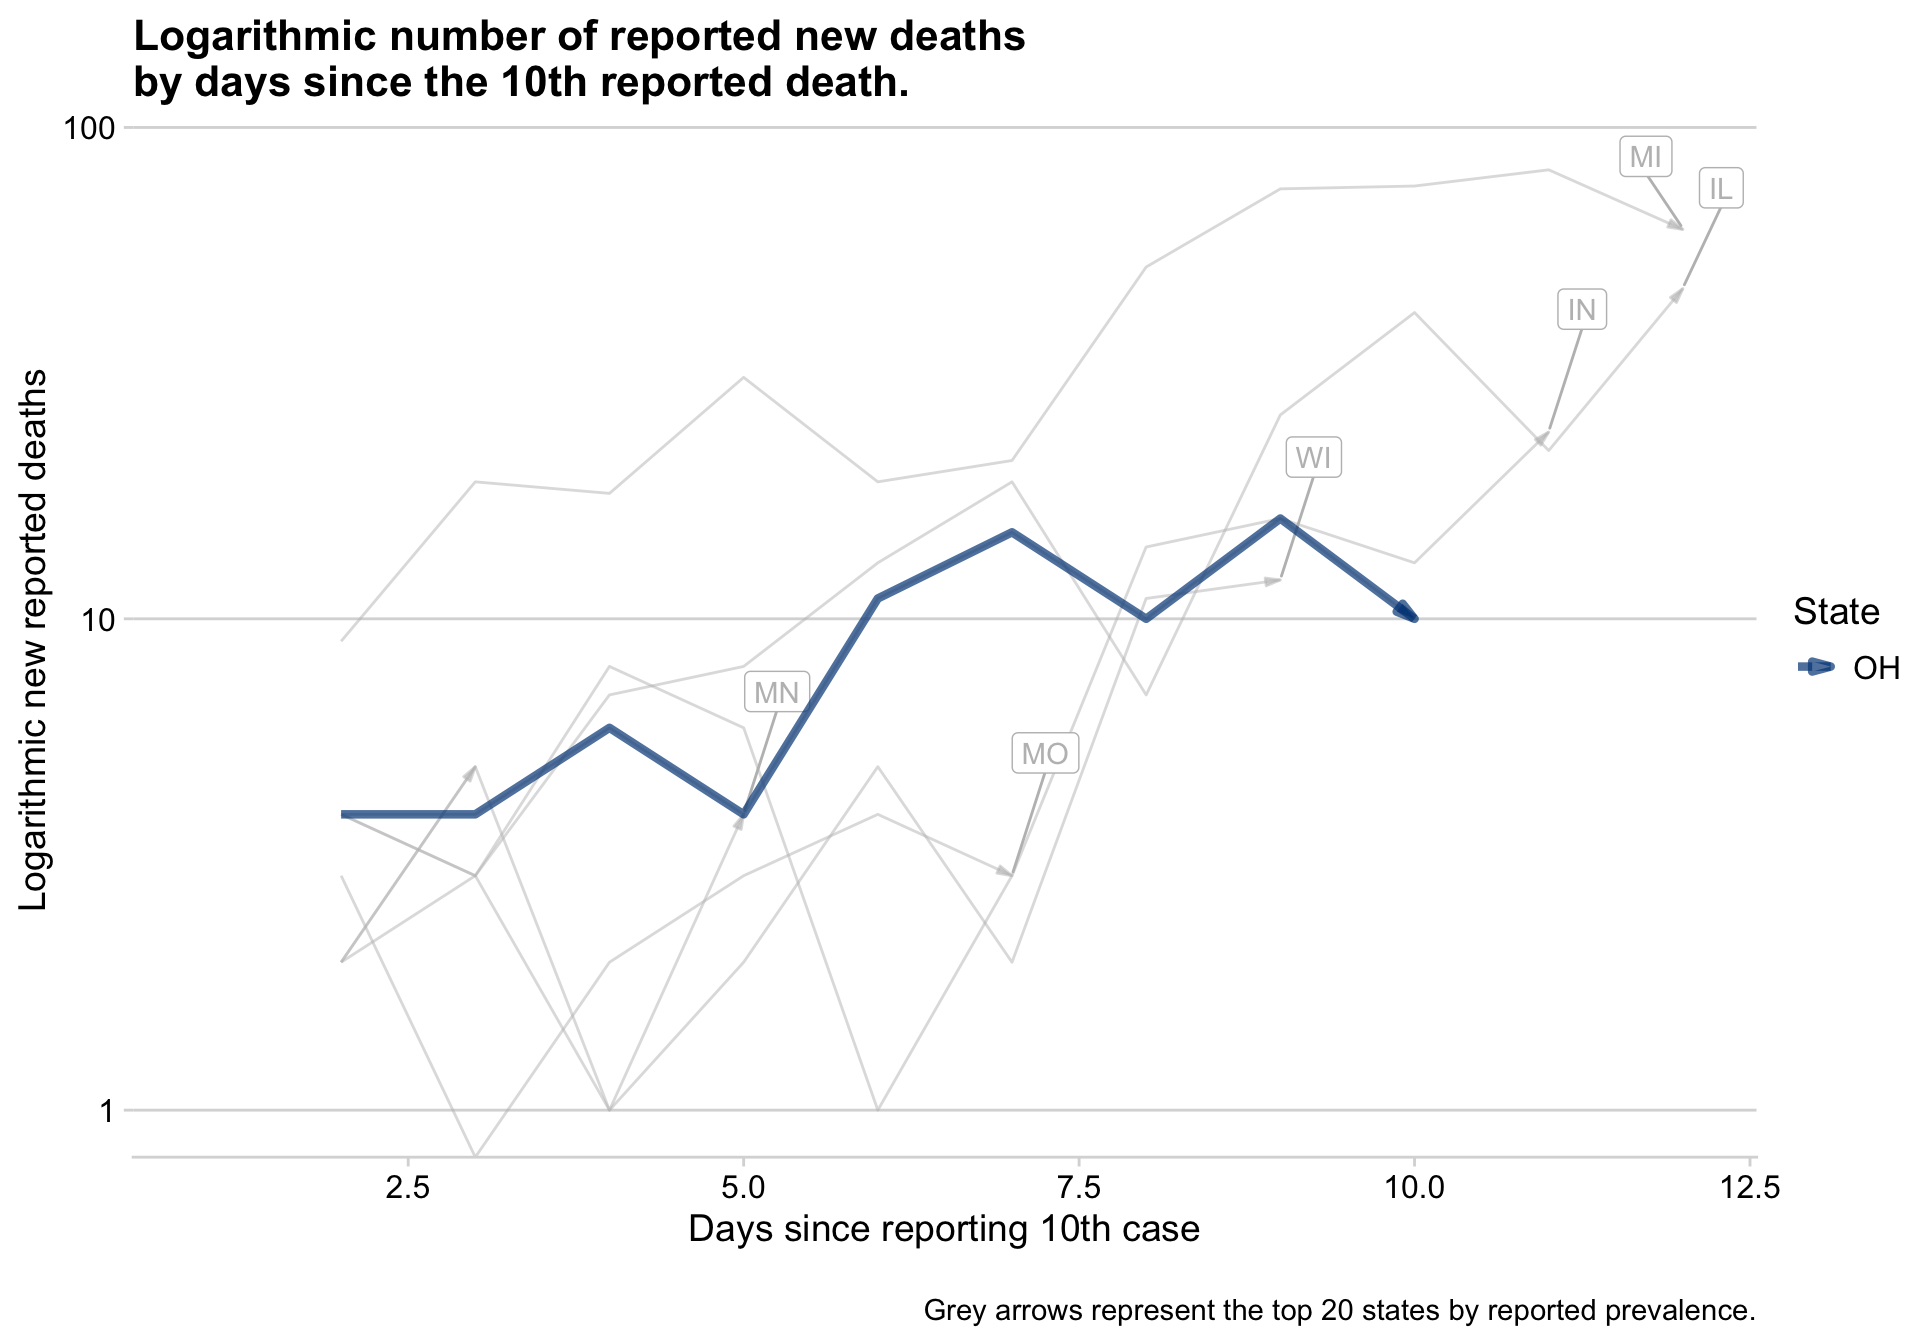 Logarithmic number of reported new deaths
by days since the 10th reported death.
100
MI
IL
IN
WI
Logarithmic new reported deaths
10
State
OH
MN
MO
1
2.5
5.0
7.5
10.0
12.5
Days since reporting 10th case
Grey arrows represent the top 20 states by reported prevalence.